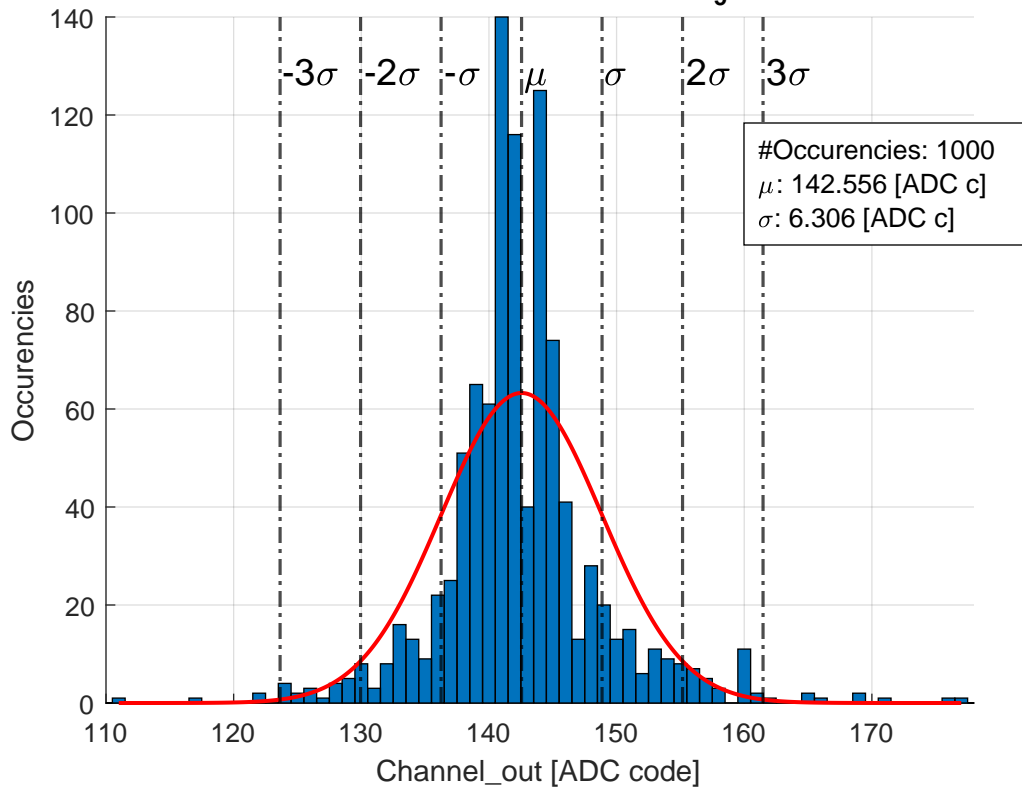 g
140
120
100
80
60
40
20
0
-3σ
-2σ
-σ
μ
σ
2σ
3σ
#Occurencies: 1000
μ: 142.556 [ADC c]
σ: 6.306 [ADC c]
Occurencies
110
120
130
140
150
160
170
Channel_out [ADC code]